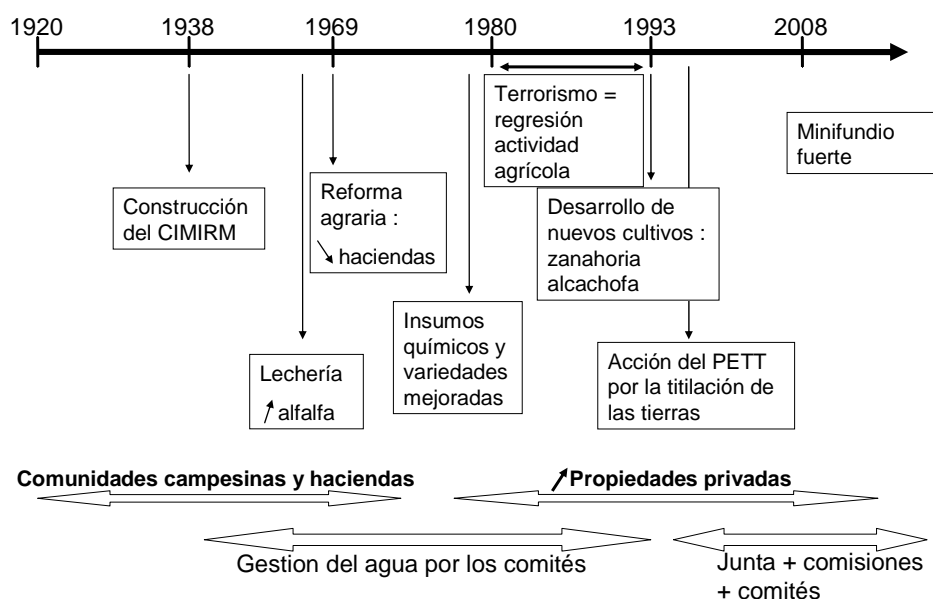 1920 1938 1969 1980 1993 2008
Terrorismo =
regresión
actividad
agrícola
Minifundio
fuerte
Construcción
del CIMIRM
Reforma
agraria :
haciendas
Desarrollo de
nuevos cultivos :
zanahoria
alcachofa
Insumos
químicos y
variedades
mejoradas
Lechería
alfalfa
Acción del PETT
por la titilación de
las tierras
Comunidades campesinas y haciendas
Propiedades privadas
Gestion del agua por los comités
Junta + comisiones
+ comités